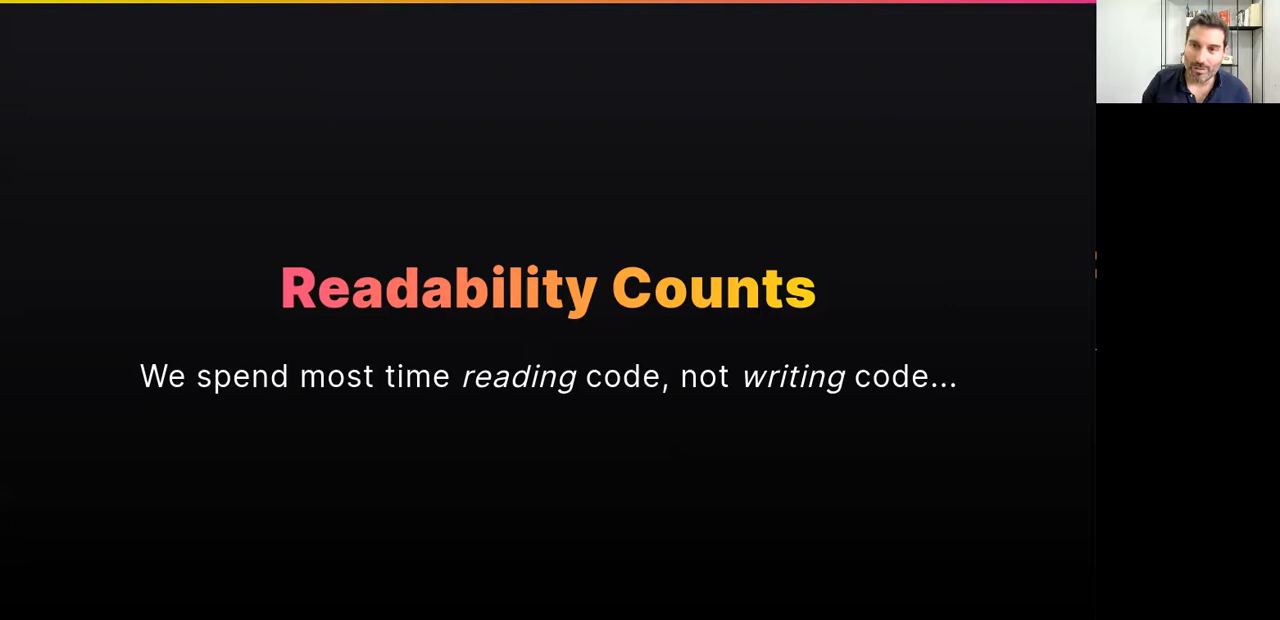 Readability Counts
We spend most time reading code, not writing code...